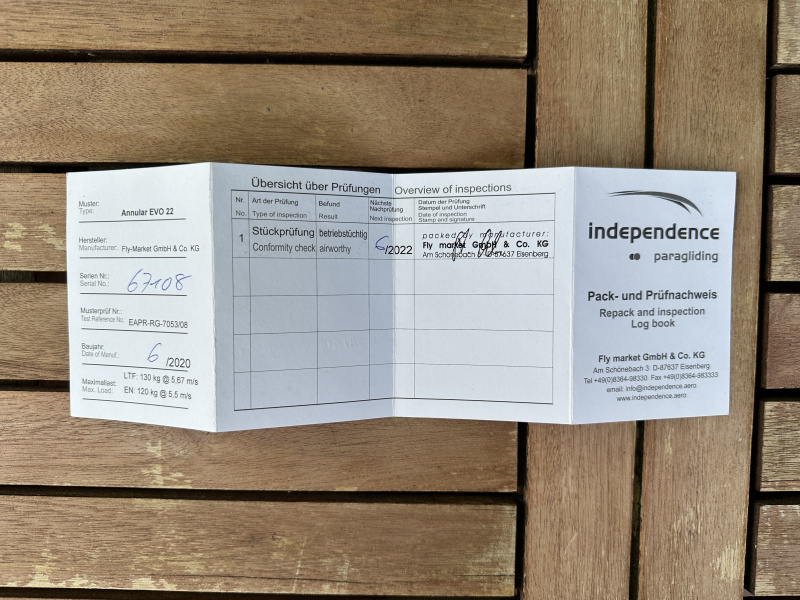 Muster:
Type: Annular EVO 22
Hersteller:
Manufacturer: Fly-Market GmbH & Co. KG
Serien Nr.:
Serial No.: 67108
Musterprüf Nr.:
Test Reference No.: EAPR-RG-7053/08
Baujahr:
Date of Manuf.: 6 /2020
Maximallast: LTF: 130 kg @ 5,67 m/s
Max. Load: EN: 120 kg @ 5,5 m/s
Übersicht über Prüfungen Overview of inspections
Nr. Art der Prüfung Befund Nächste Nachprüfung Datum der Prüfung
Stempel und Unterschrift
No. Type of inspection Result Next inspection Date of inspection
Stamp and signature
1 Stückprüfung betriebstüchtig 6/2022 packed by manufacturer:
Conformity check airworthy Fly market GmbH & Co. KG
Am Schönebach 3 D-87637 Eisenberg
independence
paragliding
Pack- und Prüfnachweis
Repack and inspection
Log book
Fly market GmbH & Co. KG
Am Schönebach 3 D-87637 Eisenberg
Tel +49(0)8364-98330 Fax +49(0)8364-983333
email: info@independence.aero
www.independence.aero